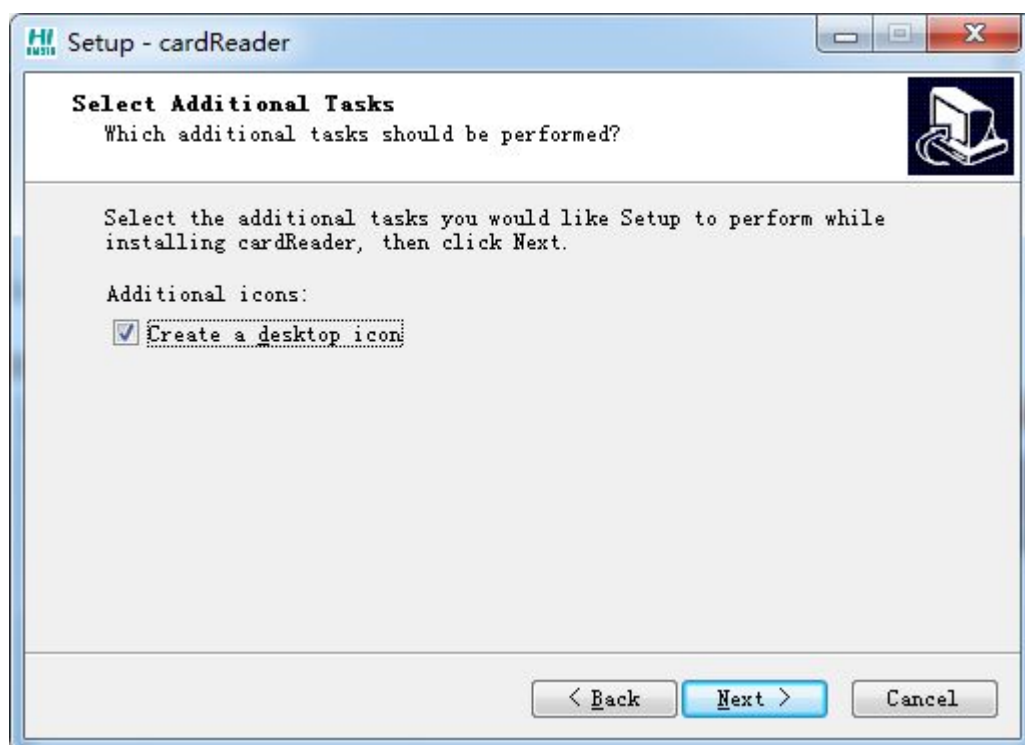 Setup - cardReader
Select Additional Tasks
Which additional tasks should be performed?
Select the additional tasks you would like Setup to perform while
installing cardReader, then click Next.
Additional icons:
Create a desktop icon
< Back
Next >
Cancel